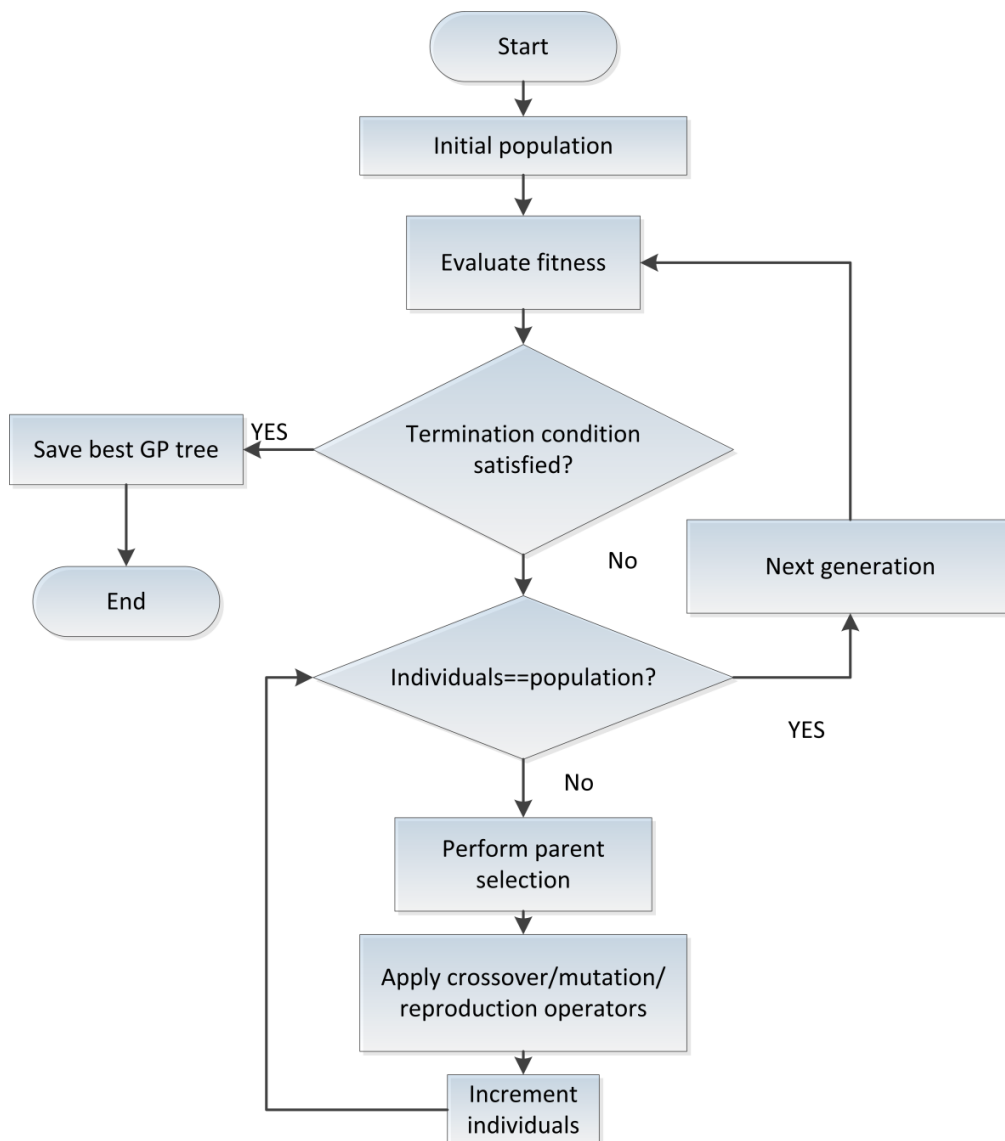 Start
Initial population
Evaluate fitness
Termination condition
satisfied?
YES
Save best GP tree
End
No
Next generation
Individuals==population?
YES
No
Perform parent
selection
Apply crossover/mutation/
reproduction operators
Increment
individuals